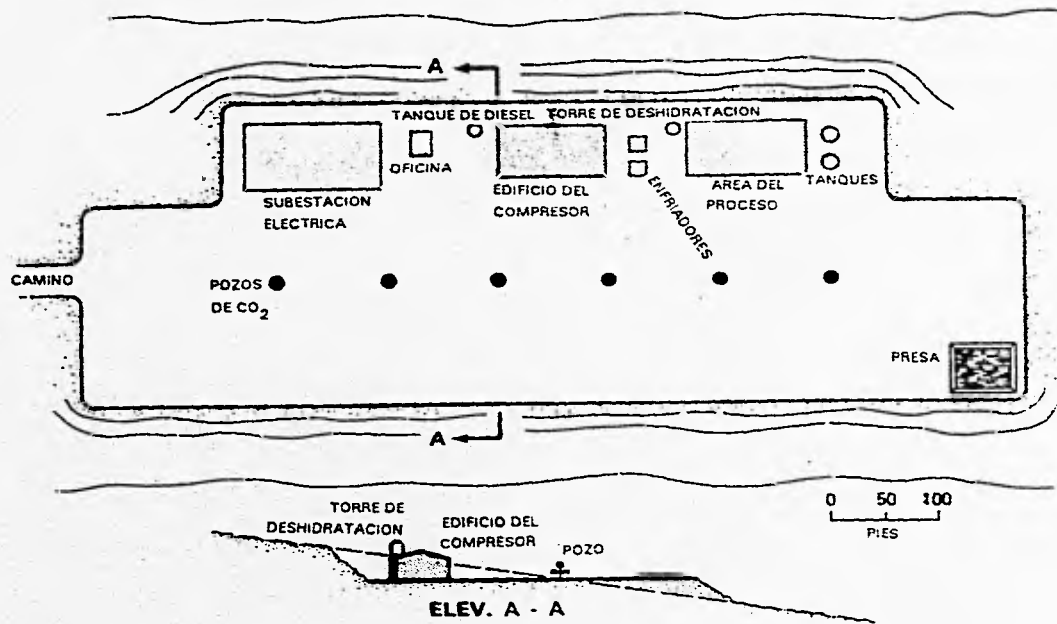 A
TANQUE DE DIESEL
TORRE DE DESHIDRATACION
OFICINA
SUBESTACION
ELECTRICA
EDIFICIO DEL
COMPRESOR
ENFRIADORES
AREA DEL
PROCESO
TANQUES
CAMINO
POZOS
DE CO₂
PRESA
A
0 50 100
PIES
TORRE DE
DESHIDRATACION
EDIFICIO DEL
COMPRESOR
POZO
ELEV. A - A